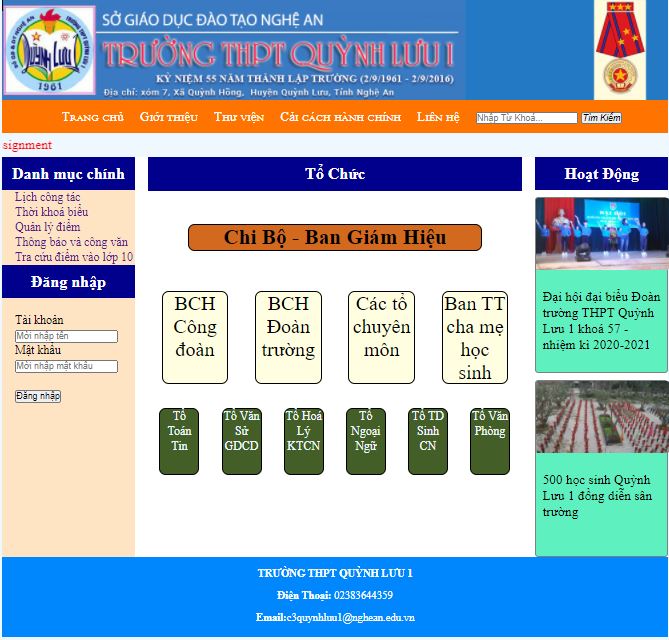 SỞ GIÁO DỤC ĐÀO TẠO NGHỆ AN
TRƯỜNG THPT QUỲNH LƯU 1
KỶ NIỆM 55 NĂM THÀNH LẬP TRƯỜNG (2/9/1961 - 2/9/2016)
Địa chỉ: xóm 7, Xã Quỳnh Hồng, Huyện Quỳnh Lưu, Tỉnh Nghệ An
QUỲNH LƯU
1961
Trang chủ Giới thiệu Thư viện Cải cách hành chính Liên hệ Nhập Từ Khoá... Tìm Kiếm
signment
Danh mục chính
Lịch công tác
Thời khoá biểu
Quản lý điểm
Thông báo và công văn
Tra cứu điểm vào lớp 10
Đăng nhập
Tài khoản
Mời nhập tên
Mật khẩu
Mời nhập mật khẩu
Đăng nhập
Tổ Chức
Chi Bộ - Ban Giám Hiệu
BCH
Công
đoàn
BCH
Đoàn
trường
Các tổ
chuyên
môn
Ban TT
cha mẹ
học
sinh
Tổ
Toán
Tin
Tổ Văn
Sử
GDCD
Tổ Hoá
Lý
KTCN
Tổ
Ngoại
Ngữ
Tổ TD
Sinh
CN
Tổ Văn
Phòng
Hoạt Động
Đại hội đại biểu Đoàn
trường THPT Quỳnh
Lưu 1 khoá 57 -
nhiệm kì 2020-2021
500 học sinh Quỳnh
Lưu 1 đồng diễn sân
trường
TRƯỜNG THPT QUỲNH LƯU 1
Điện Thoại: 02383644359
Email:c3quynhluu1@nghean.edu.vn